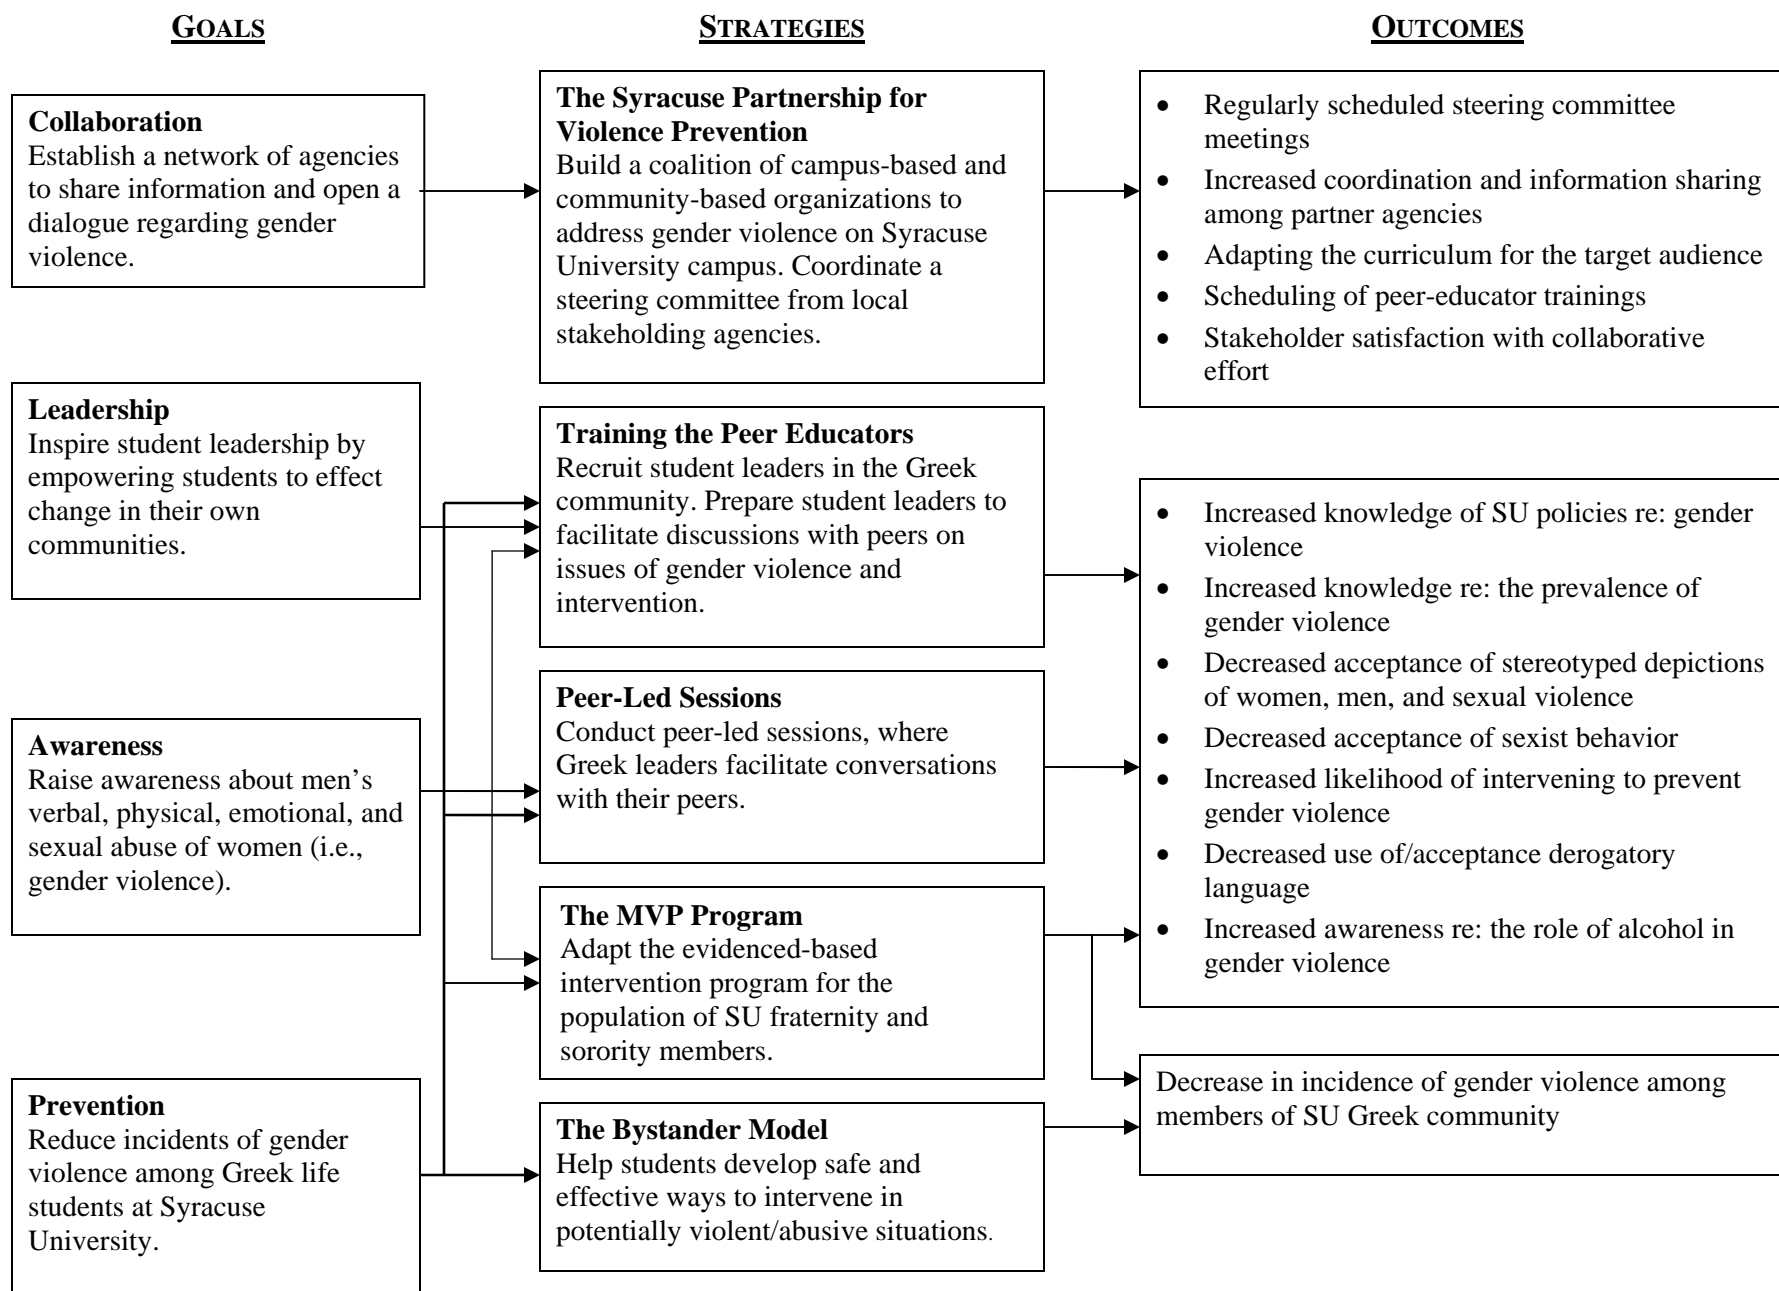 GOALS
STRATEGIES
OUTCOMES
Collaboration
Establish a network of agencies
to share information and open a
dialogue regarding gender
violence.
The Syracuse Partnership for
Violence Prevention
Build a coalition of campus-based and
community-based organizations to
address gender violence on Syracuse
University campus. Coordinate a
steering committee from local
stakeholding agencies.
• Regularly scheduled steering committee
meetings
• Increased coordination and information sharing
among partner agencies
• Adapting the curriculum for the target audience
• Scheduling of peer-educator trainings
• Stakeholder satisfaction with collaborative
effort
Leadership
Inspire student leadership by
empowering students to effect
change in their own
communities.
Training the Peer Educators
Recruit student leaders in the Greek
community. Prepare student leaders to
facilitate discussions with peers on
issues of gender violence and
intervention.
• Increased knowledge of SU policies re: gender
violence
• Increased knowledge re: the prevalence of
gender violence
• Decreased acceptance of stereotyped depictions
of women, men, and sexual violence
• Decreased acceptance of sexist behavior
• Increased likelihood of intervening to prevent
gender violence
• Decreased use of/acceptance derogatory
language
• Increased awareness re: the role of alcohol in
gender violence
Awareness
Raise awareness about men’s
verbal, physical, emotional, and
sexual abuse of women (i.e.,
gender violence).
Peer-Led Sessions
Conduct peer-led sessions, where
Greek leaders facilitate conversations
with their peers.
The MVP Program
Adapt the evidenced-based
intervention program for the
population of SU fraternity and
sorority members.
Prevention
Reduce incidents of gender
violence among Greek life
students at Syracuse
University.
The Bystander Model
Help students develop safe and
effective ways to intervene in
potentially violent/abusive situations.
Decrease in incidence of gender violence among
members of SU Greek community